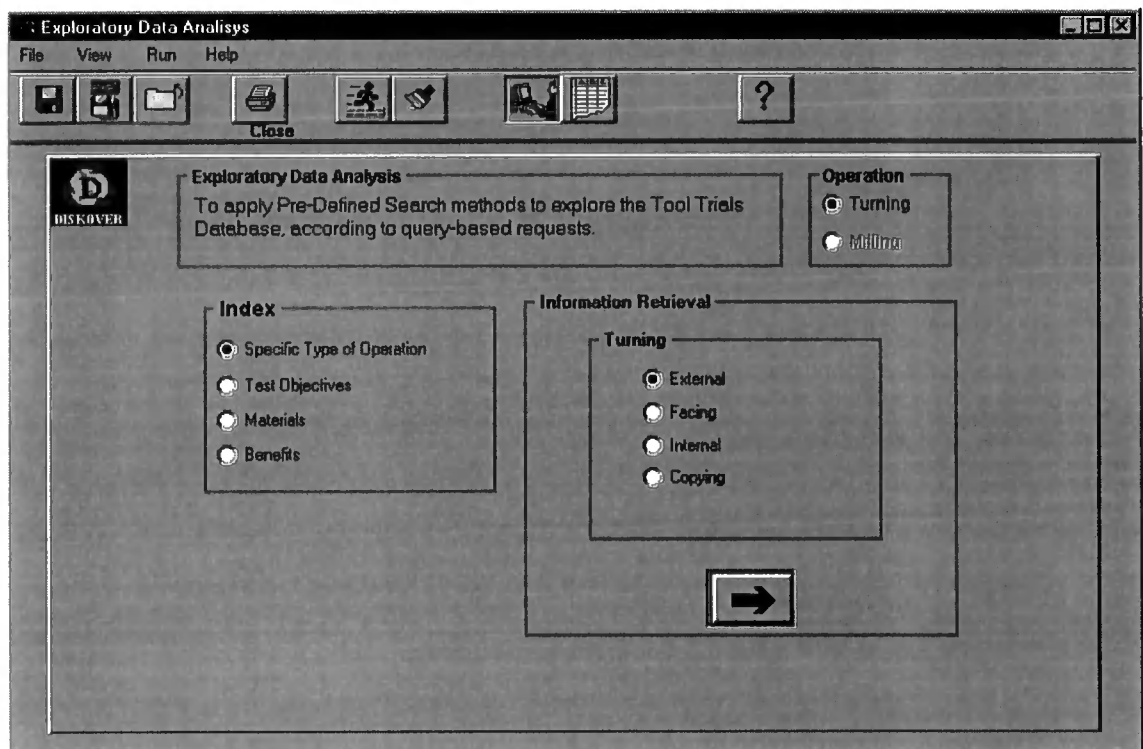 Exploratory Data Analisys
File View Run Help
Close
DISKOVER
Exploratory Data Analysis
To apply Pre-Defined Search methods to explore the Tool Trials
Database, according to query-based requests.
Operation
Turning
Milling
Index
Specific Type of Operation
Test Objectives
Materials
Benefits
Information Retrieval
Turning
External
Facing
Internal
Copying